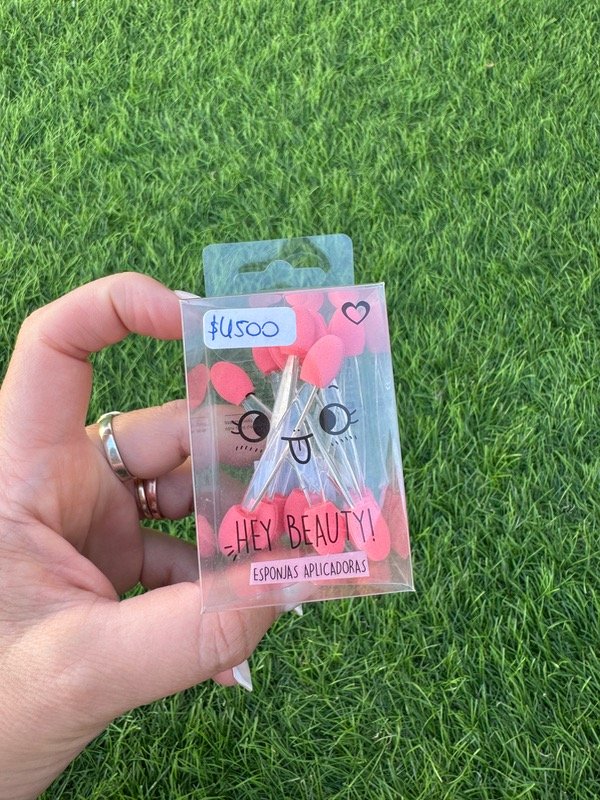 $4500
HEY BEAUTY!
ESPONJAS APLICADORAS